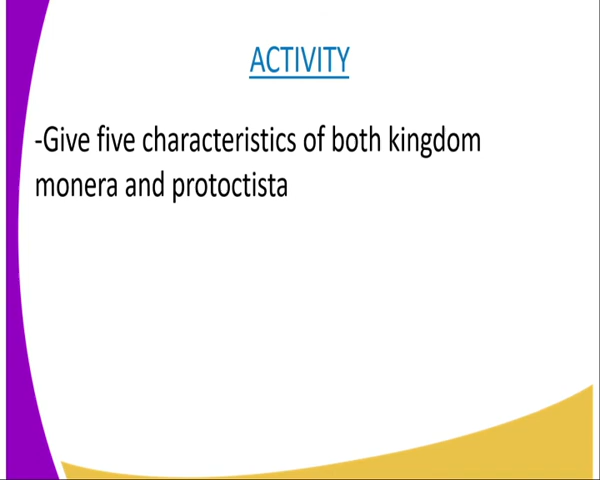 ACTIVITY
-Give five characteristics of both kingdom
monera and protoctista